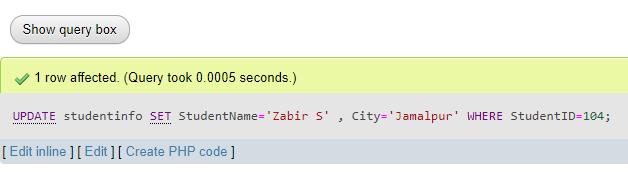 Show query box
1 row affected. (Query took 0.0005 seconds.)
UPDATE studentinfo SET StudentName='Zabir S' , City='Jamalpur' WHERE StudentID=104;
[ Edit inline ] [ Edit ] [ Create PHP code ]